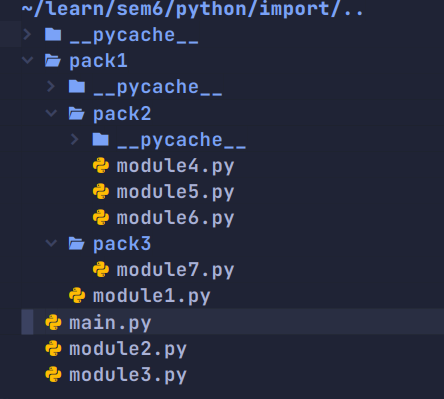 ~/learn/sem6/python/import/..
__pycache__
pack1
__pycache__
pack2
__pycache__
module4.py
module5.py
module6.py
pack3
module7.py
module1.py
main.py
module2.py
module3.py